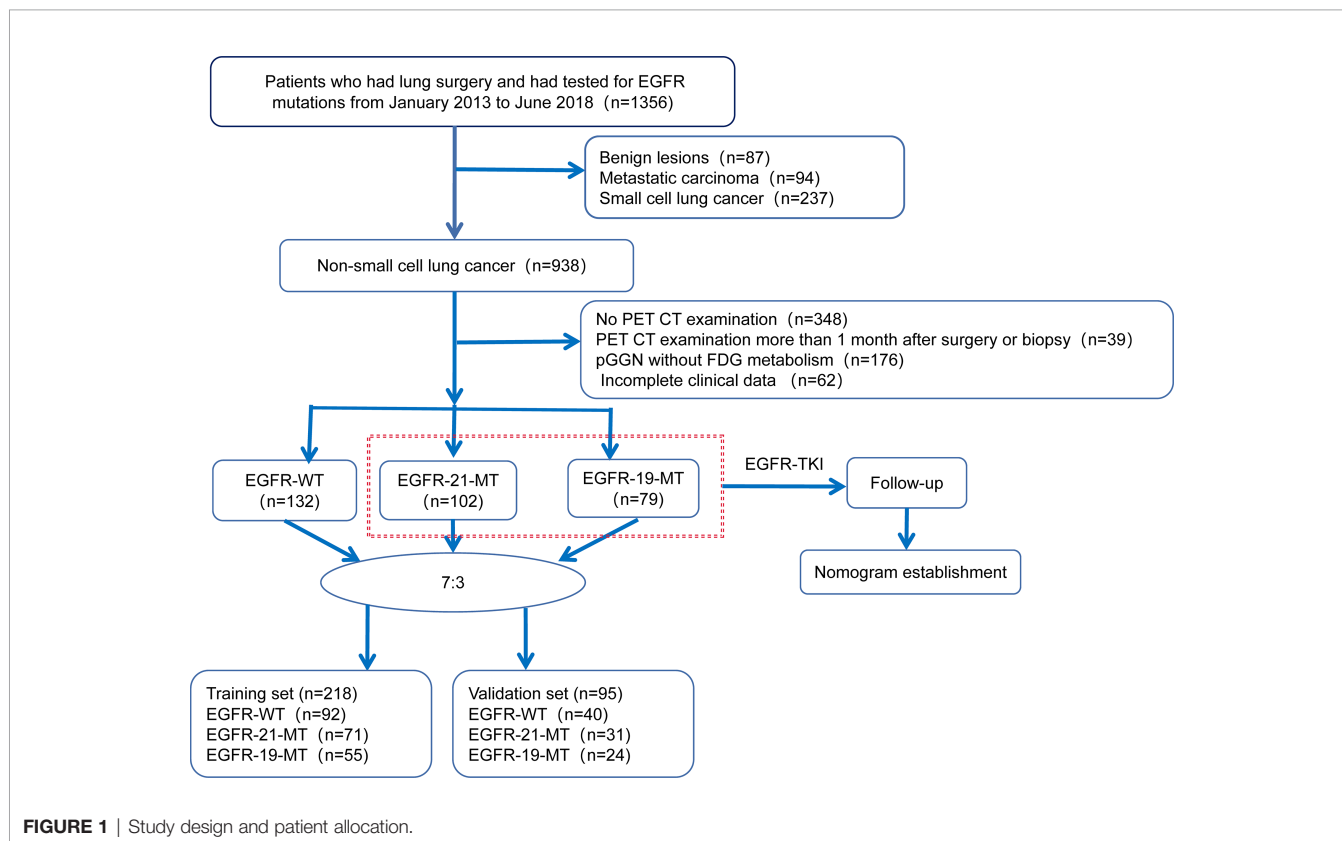 Patients who had lung surgery and had tested for EGFR
mutations from January 2013 to June 2018（n=1356）
Benign lesions（n=87）
Metastatic carcinoma（n=94）
Small cell lung cancer（n=237）
Non-small cell lung cancer（n=938）
No PET CT examination（n=348）
PET CT examination more than 1 month after surgery or biopsy（n=39）
pGGN without FDG metabolism（n=176）
Incomplete clinical data （n=62）
EGFR-WT
(n=132)
EGFR-21-MT
(n=102)
EGFR-19-MT
(n=79)
EGFR-TKI
Follow-up
Nomogram establishment
7:3
Training set (n=218)
EGFR-WT（n=92）
EGFR-21-MT（n=71）
EGFR-19-MT（n=55）
Validation set (n=95)
EGFR-WT（n=40）
EGFR-21-MT（n=31）
EGFR-19-MT（n=24）
FIGURE 1 | Study design and patient allocation.